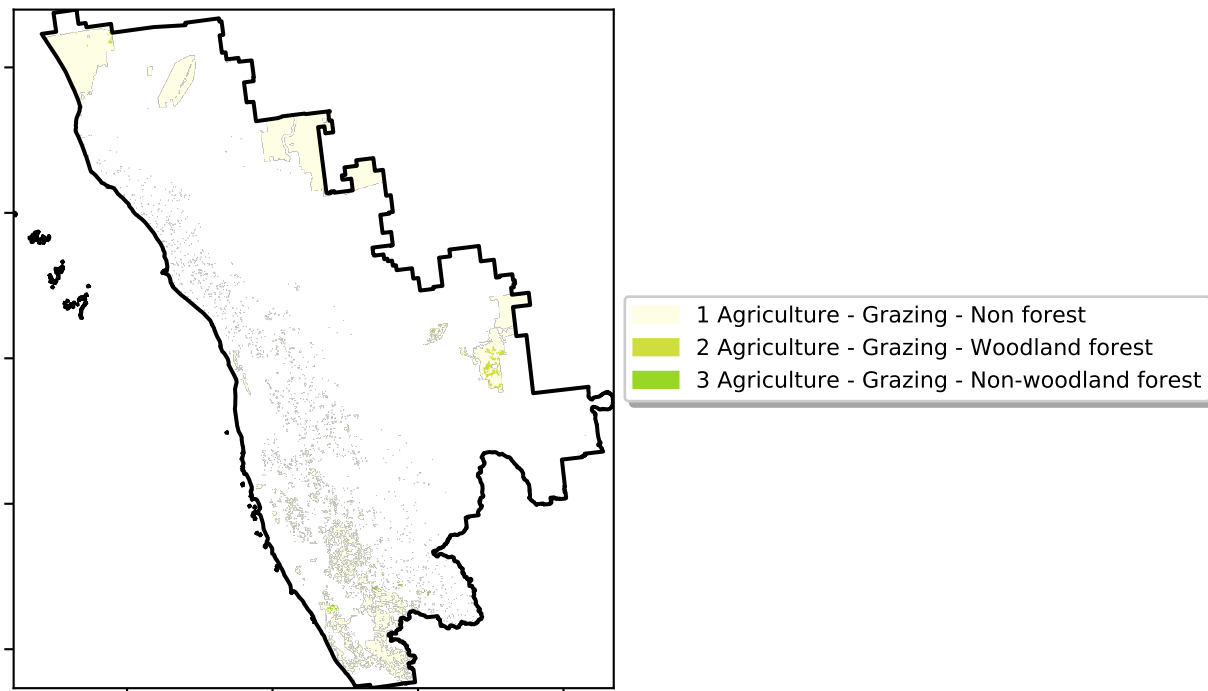 1 Agriculture - Grazing - Non forest
2 Agriculture - Grazing - Woodland forest
3 Agriculture - Grazing - Non-woodland forest